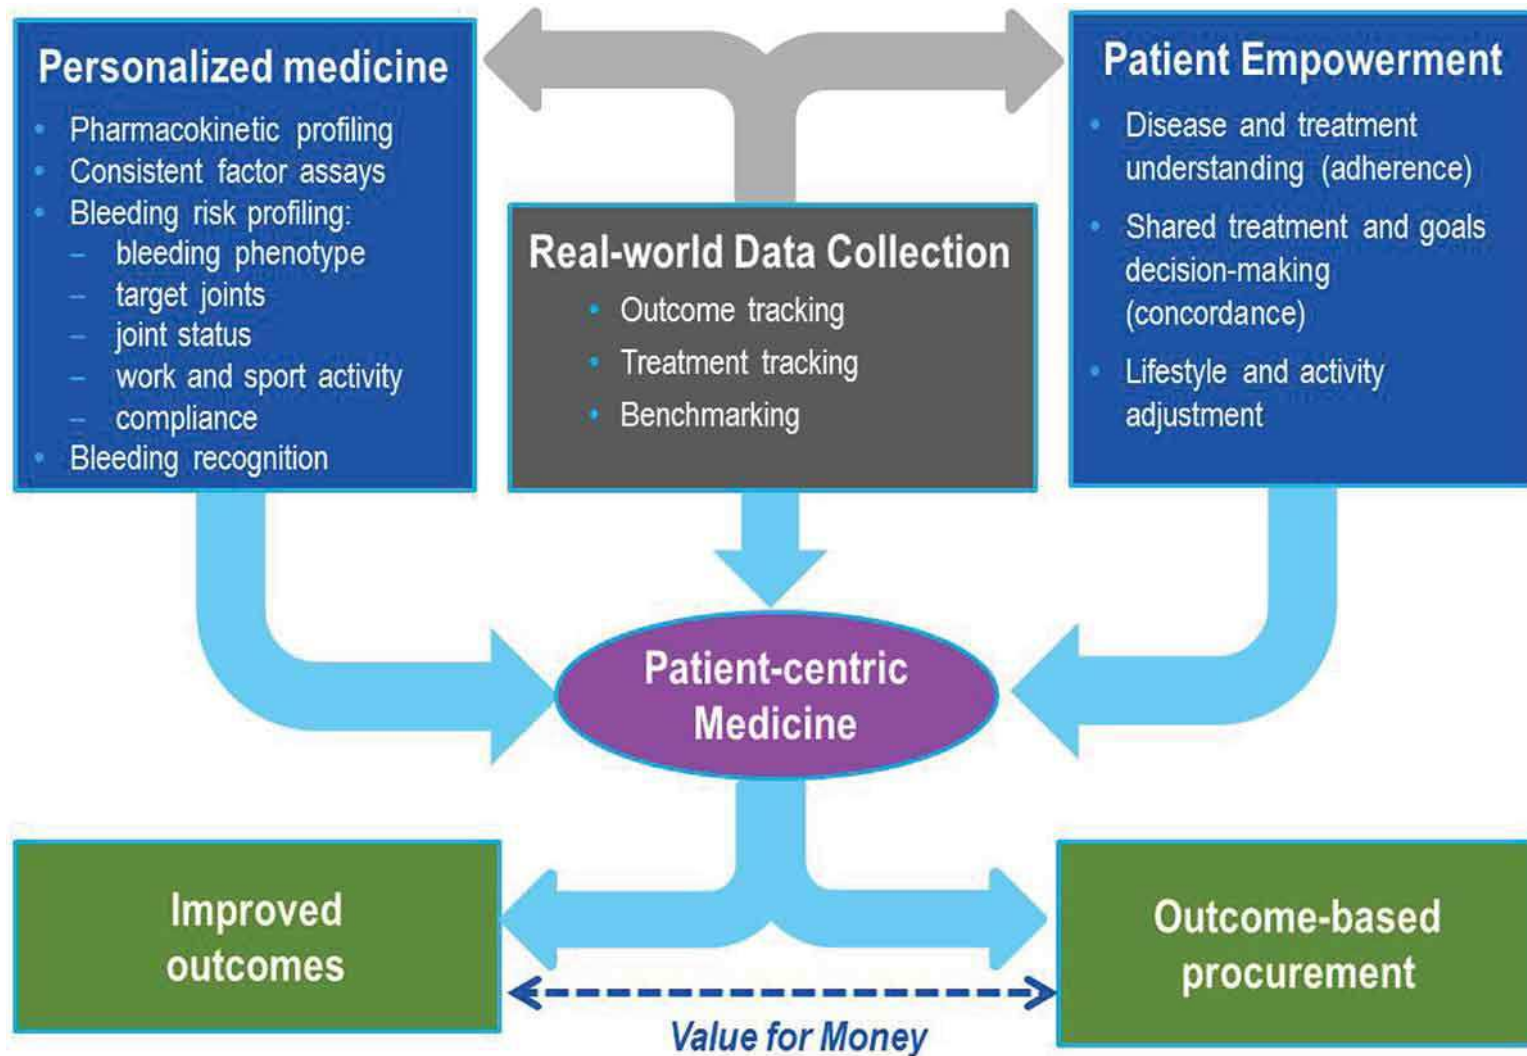 Personalized medicine
• Pharmacokinetic profiling
• Consistent factor assays
• Bleeding risk profiling:
– bleeding phenotype
– target joints
– joint status
– work and sport activity
– compliance
• Bleeding recognition
Real-world Data Collection
• Outcome tracking
• Treatment tracking
• Benchmarking
Patient Empowerment
• Disease and treatment
understanding (adherence)
• Shared treatment and goals
decision-making
(concordance)
• Lifestyle and activity
adjustment
Patient-centric
Medicine
Improved
outcomes
Outcome-based
procurement
Value for Money